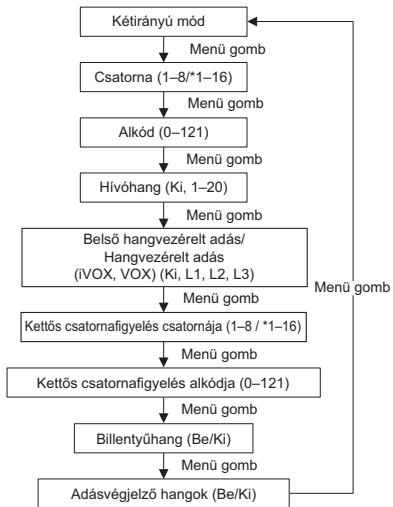 Kétirányú mód
Menü gomb
Csatorna (1–8/*1–16)
Menü gomb
Alkód (0–121)
Menü gomb
Hívóhang (Ki, 1–20)
Menü gomb
Belső hangvezérelt adás/
Hangvezérelt adás
(iVOX, VOX) (Ki, L1, L2, L3)
Menü gomb
Menü gomb
Kettős csatornafigyelés csatornája (1–8 / *1–16)
Menü gomb
Kettős csatornafigyelés alkódja (0–121)
Menü gomb
Billentyűhang (Be/Ki)
Menü gomb
Adásvégjelző hangok (Be/Ki)